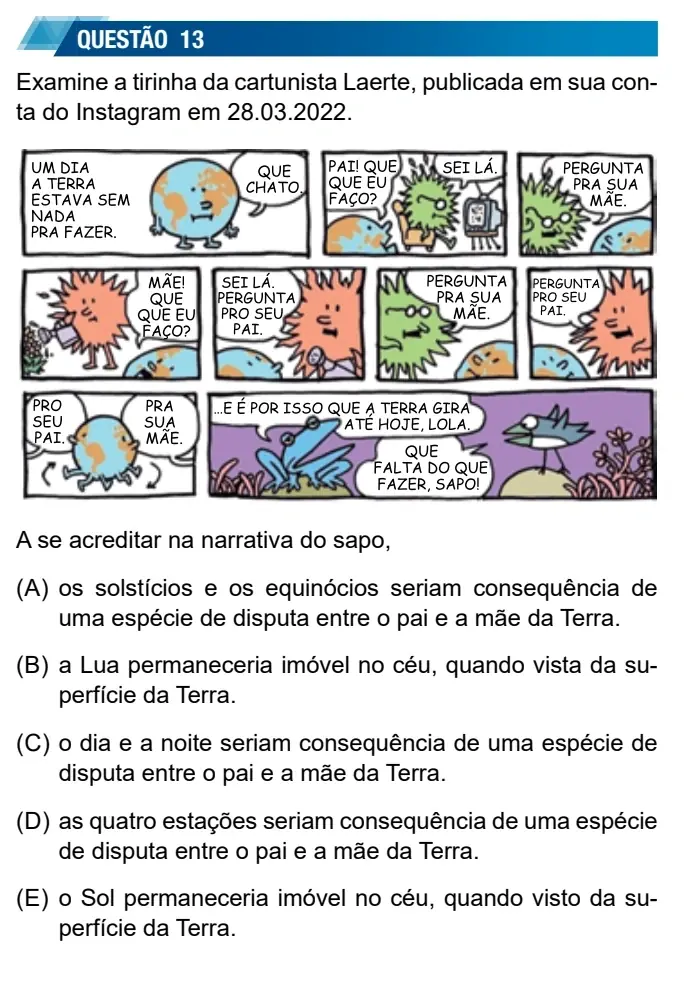 QUESTÃO 13
Examine a tirinha da cartunista Laerte, publicada em sua con-
ta do Instagram em 28.03.2022.
UM DIA
A TERRA
ESTAVA SEM
NADA
PRA FAZER.
QUE
CHATO.
PAI! QUE
QUE EU
FAÇO?
SEI LÁ.
PERGUNTA
PRA SUA
MÃE.
MÃE!
QUE
QUE EU
FAÇO?
SEI LÁ.
PERGUNTA
PRO SEU
PAI.
PERGUNTA
PRA SUA
MÃE.
PERGUNTA
PRO SEU
PAI.
PRO
SEU
PAI.
PRA
SUA
MÃE.
...E É POR ISSO QUE A TERRA GIRA
ATÉ HOJE, LOLA.
QUE
FALTA DO QUE
FAZER, SAPO!
A se acreditar na narrativa do sapo,
(A) os solstícios e os equinócios seriam consequência de
uma espécie de disputa entre o pai e a mãe da Terra.
(B) a Lua permaneceria imóvel no céu, quando vista da su-
perfície da Terra.
(C) o dia e a noite seriam consequência de uma espécie de
disputa entre o pai e a mãe da Terra.
(D) as quatro estações seriam consequência de uma espécie
de disputa entre o pai e a mãe da Terra.
(E) o Sol permaneceria imóvel no céu, quando visto da su-
perfície da Terra.